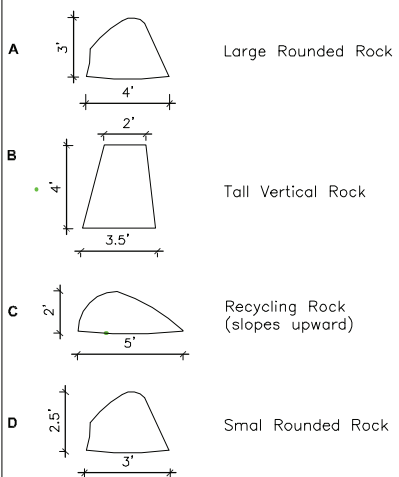 A
3'
Large Rounded Rock
4'
2'
B
4'
Tall Vertical Rock
3.5'
C
2'
Recycling Rock
(slopes upward)
5'
D
2.5'
Smal Rounded Rock
3'